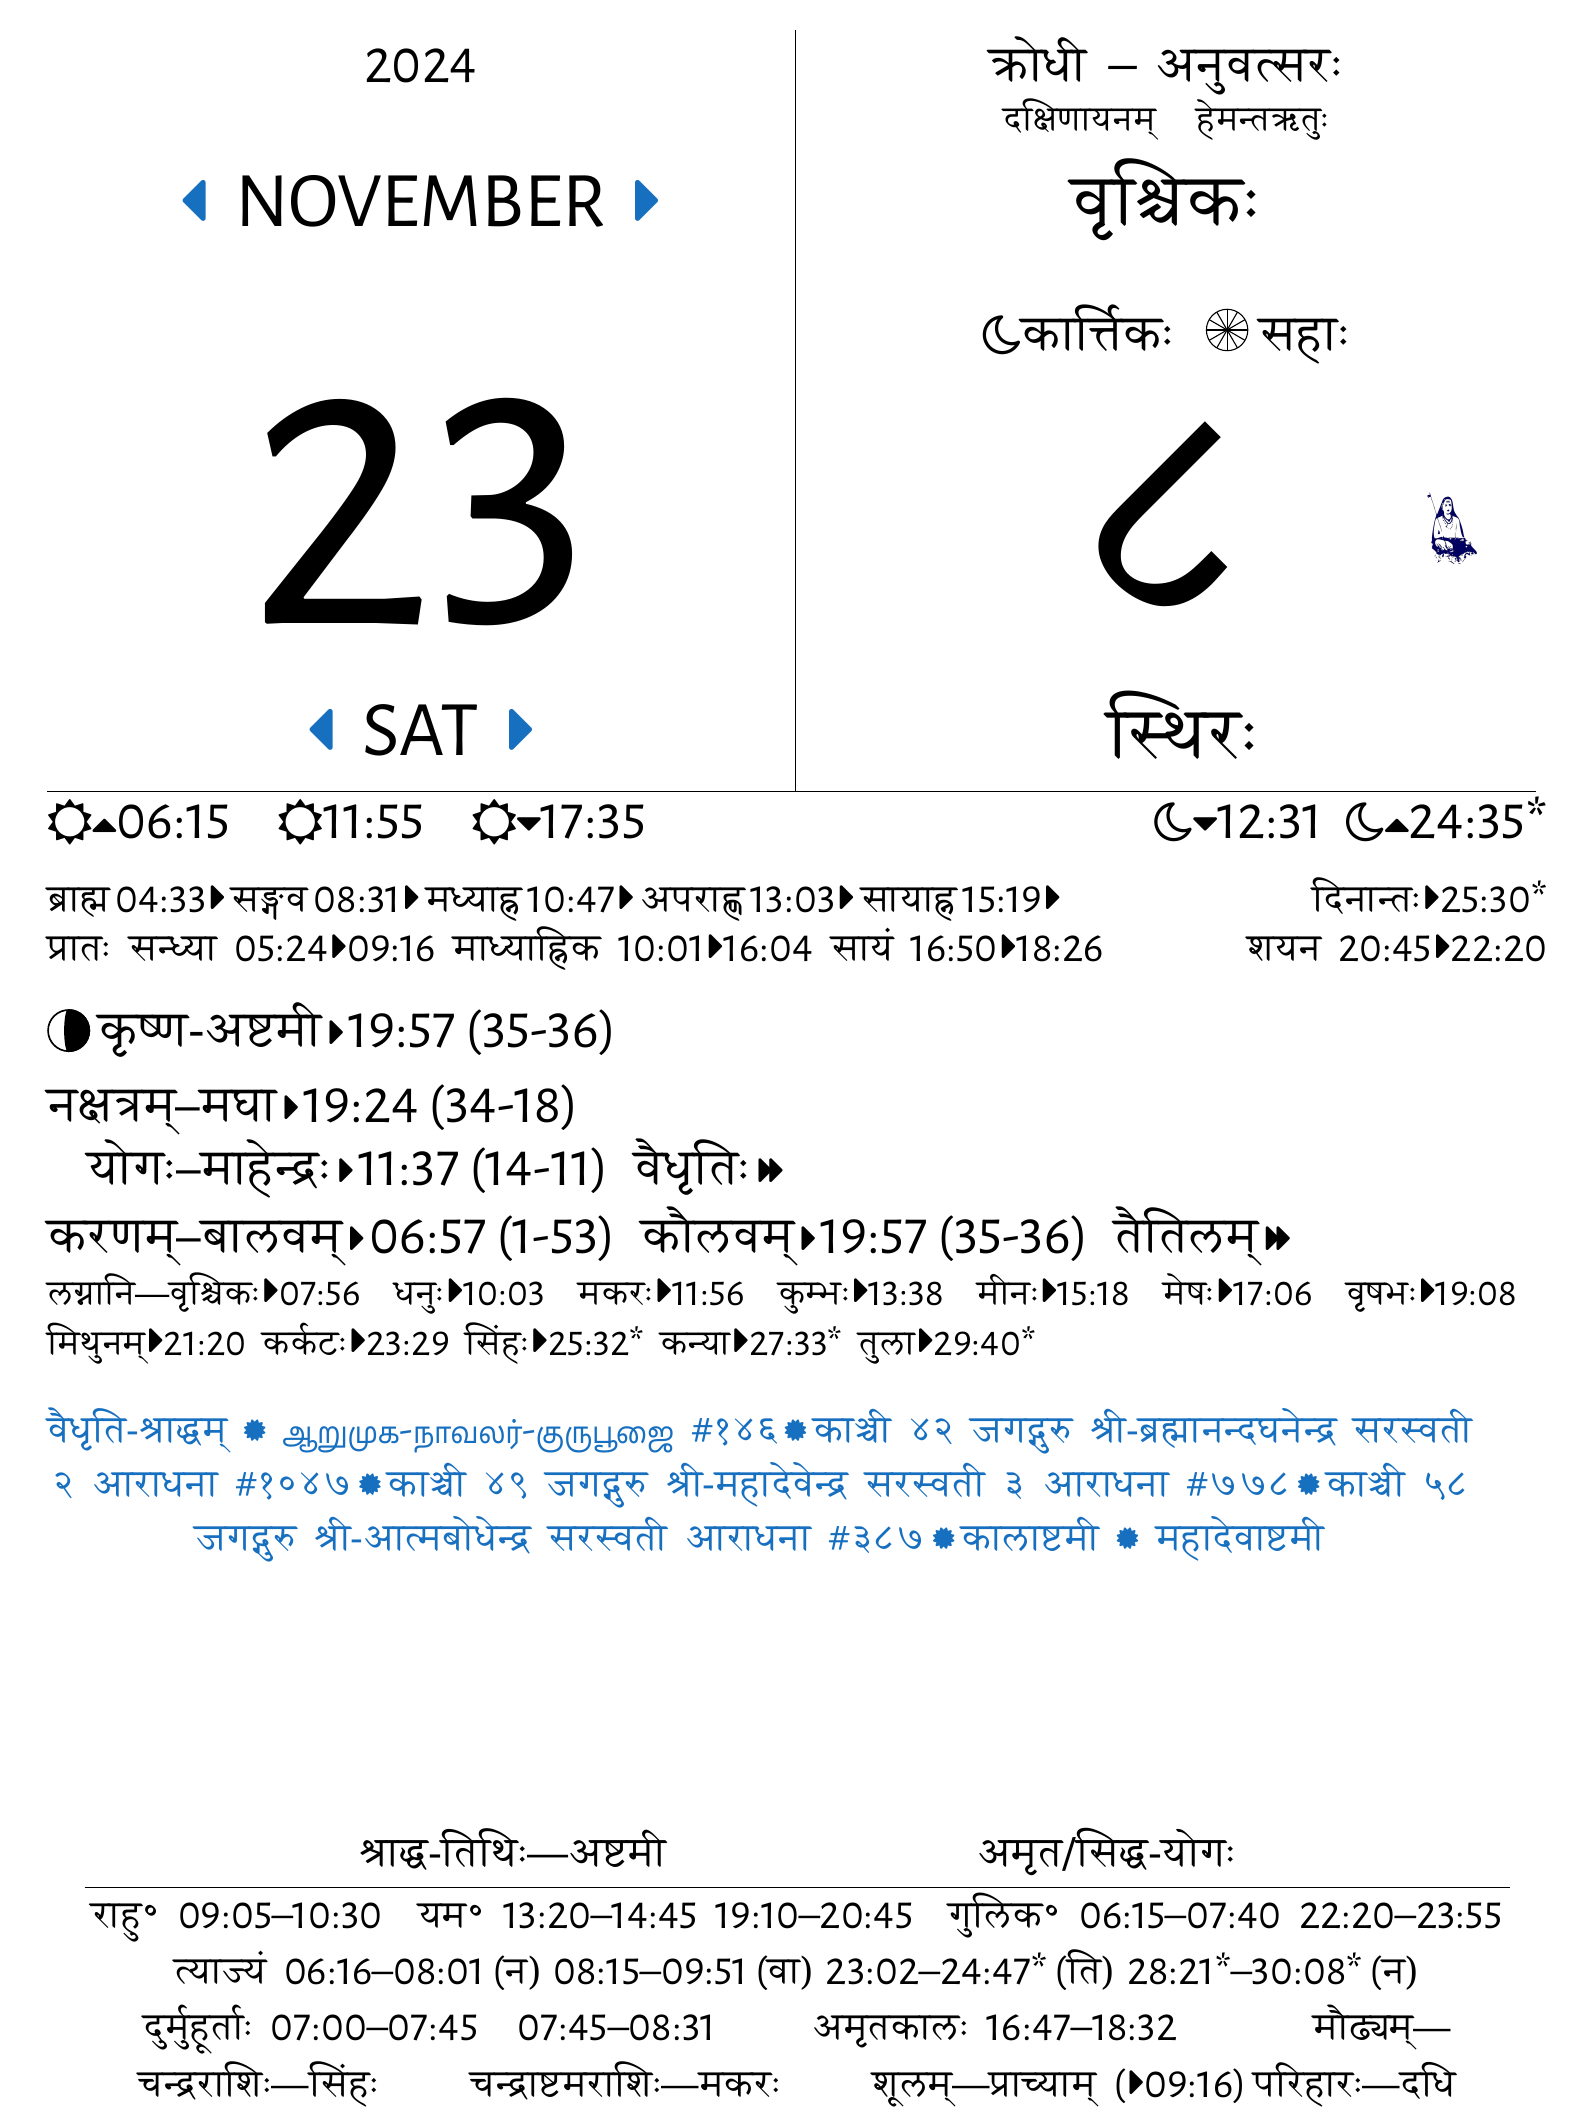 2024
NOVEMBER
23
SAT
क्रोधी – अनुवत्सरः
दक्षिणायनम् हेमन्तऋतुः
वृश्चिकः
कार्त्तिकः सहाः
८
स्थिरः
06:15 11:55 17:35 12:31 24:35*
ब्राह्म 04:33 सङ्गव 08:31 मध्याह्न 10:47 अपराह्ण 13:03 सायाह्न 15:19 दिनान्तः 25:30*
प्रातः सन्ध्या 05:24 09:16 माध्याह्निक 10:01 16:04 सायं 16:50 18:26 शयन 20:45 22:20
कृष्ण-अष्टमी 19:57 (35-36)
नक्षत्रम्–मघा 19:24 (34-18)
योगः–माहेन्द्रः 11:37 (14-11) वैधृतिः
करणम्–बालवम् 06:57 (1-53) कौलवम् 19:57 (35-36) तैतिलम्
लग्नानि—वृश्चिकः 07:56 धनुः 10:03 मकरः 11:56 कुम्भः 13:38 मीनः 15:18 मेषः 17:06 वृषभः 19:08
मिथुनम् 21:20 कर्कटः 23:29 सिंहः 25:32* कन्या 27:33* तुला 29:40*
वैधृति-श्राद्धम् ✹ ஆறுமுக-நாவலர்-குருபூஜை #१४६ ✹ काञ्ची ४२ जगद्गुरु श्री-ब्रह्मानन्दघनेन्द्र सरस्वती
२ आराधना #१०४७ ✹ काञ्ची ४९ जगद्गुरु श्री-महादेवेन्द्र सरस्वती ३ आराधना #७७८ ✹ काञ्ची ५८
जगद्गुरु श्री-आत्मबोधेन्द्र सरस्वती आराधना #३८७ ✹ कालाष्टमी ✹ महादेवाष्टमी
श्राद्ध-तिथिः—अष्टमी अमृत/सिद्ध-योगः
राहु॰ 09:05–10:30 यम॰ 13:20–14:45 19:10–20:45 गुलिक॰ 06:15–07:40 22:20–23:55
त्याज्यं 06:16–08:01 (न) 08:15–09:51 (वा) 23:02–24:47* (ति) 28:21*–30:08* (न)
दुर्मुहूर्ताः 07:00–07:45 07:45–08:31 अमृतकालः 16:47–18:32 मौढ्यम्—
चन्द्रराशिः—सिंहः चन्द्राष्टमराशिः—मकरः शूलम्—प्राच्याम् (09:16) परिहारः—दधि